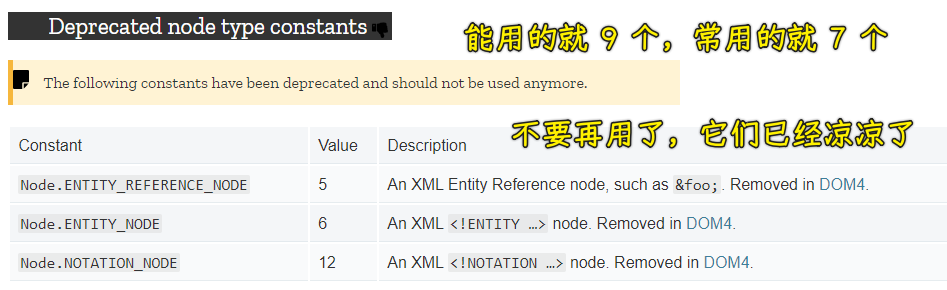 Deprecated node type constants
能用的就 9 个，常用的就 7 个
The following constants have been deprecated and should not be used anymore.
不要再用了，它们已经凉凉了
Constant Value Description
Node.ENTITY_REFERENCE_NODE 5 An XML Entity Reference node, such as &foo;. Removed in DOM4.
Node.ENTITY_NODE 6 An XML <!ENTITY …> node. Removed in DOM4.
Node.NOTATION_NODE 12 An XML <!NOTATION …> node. Removed in DOM4.